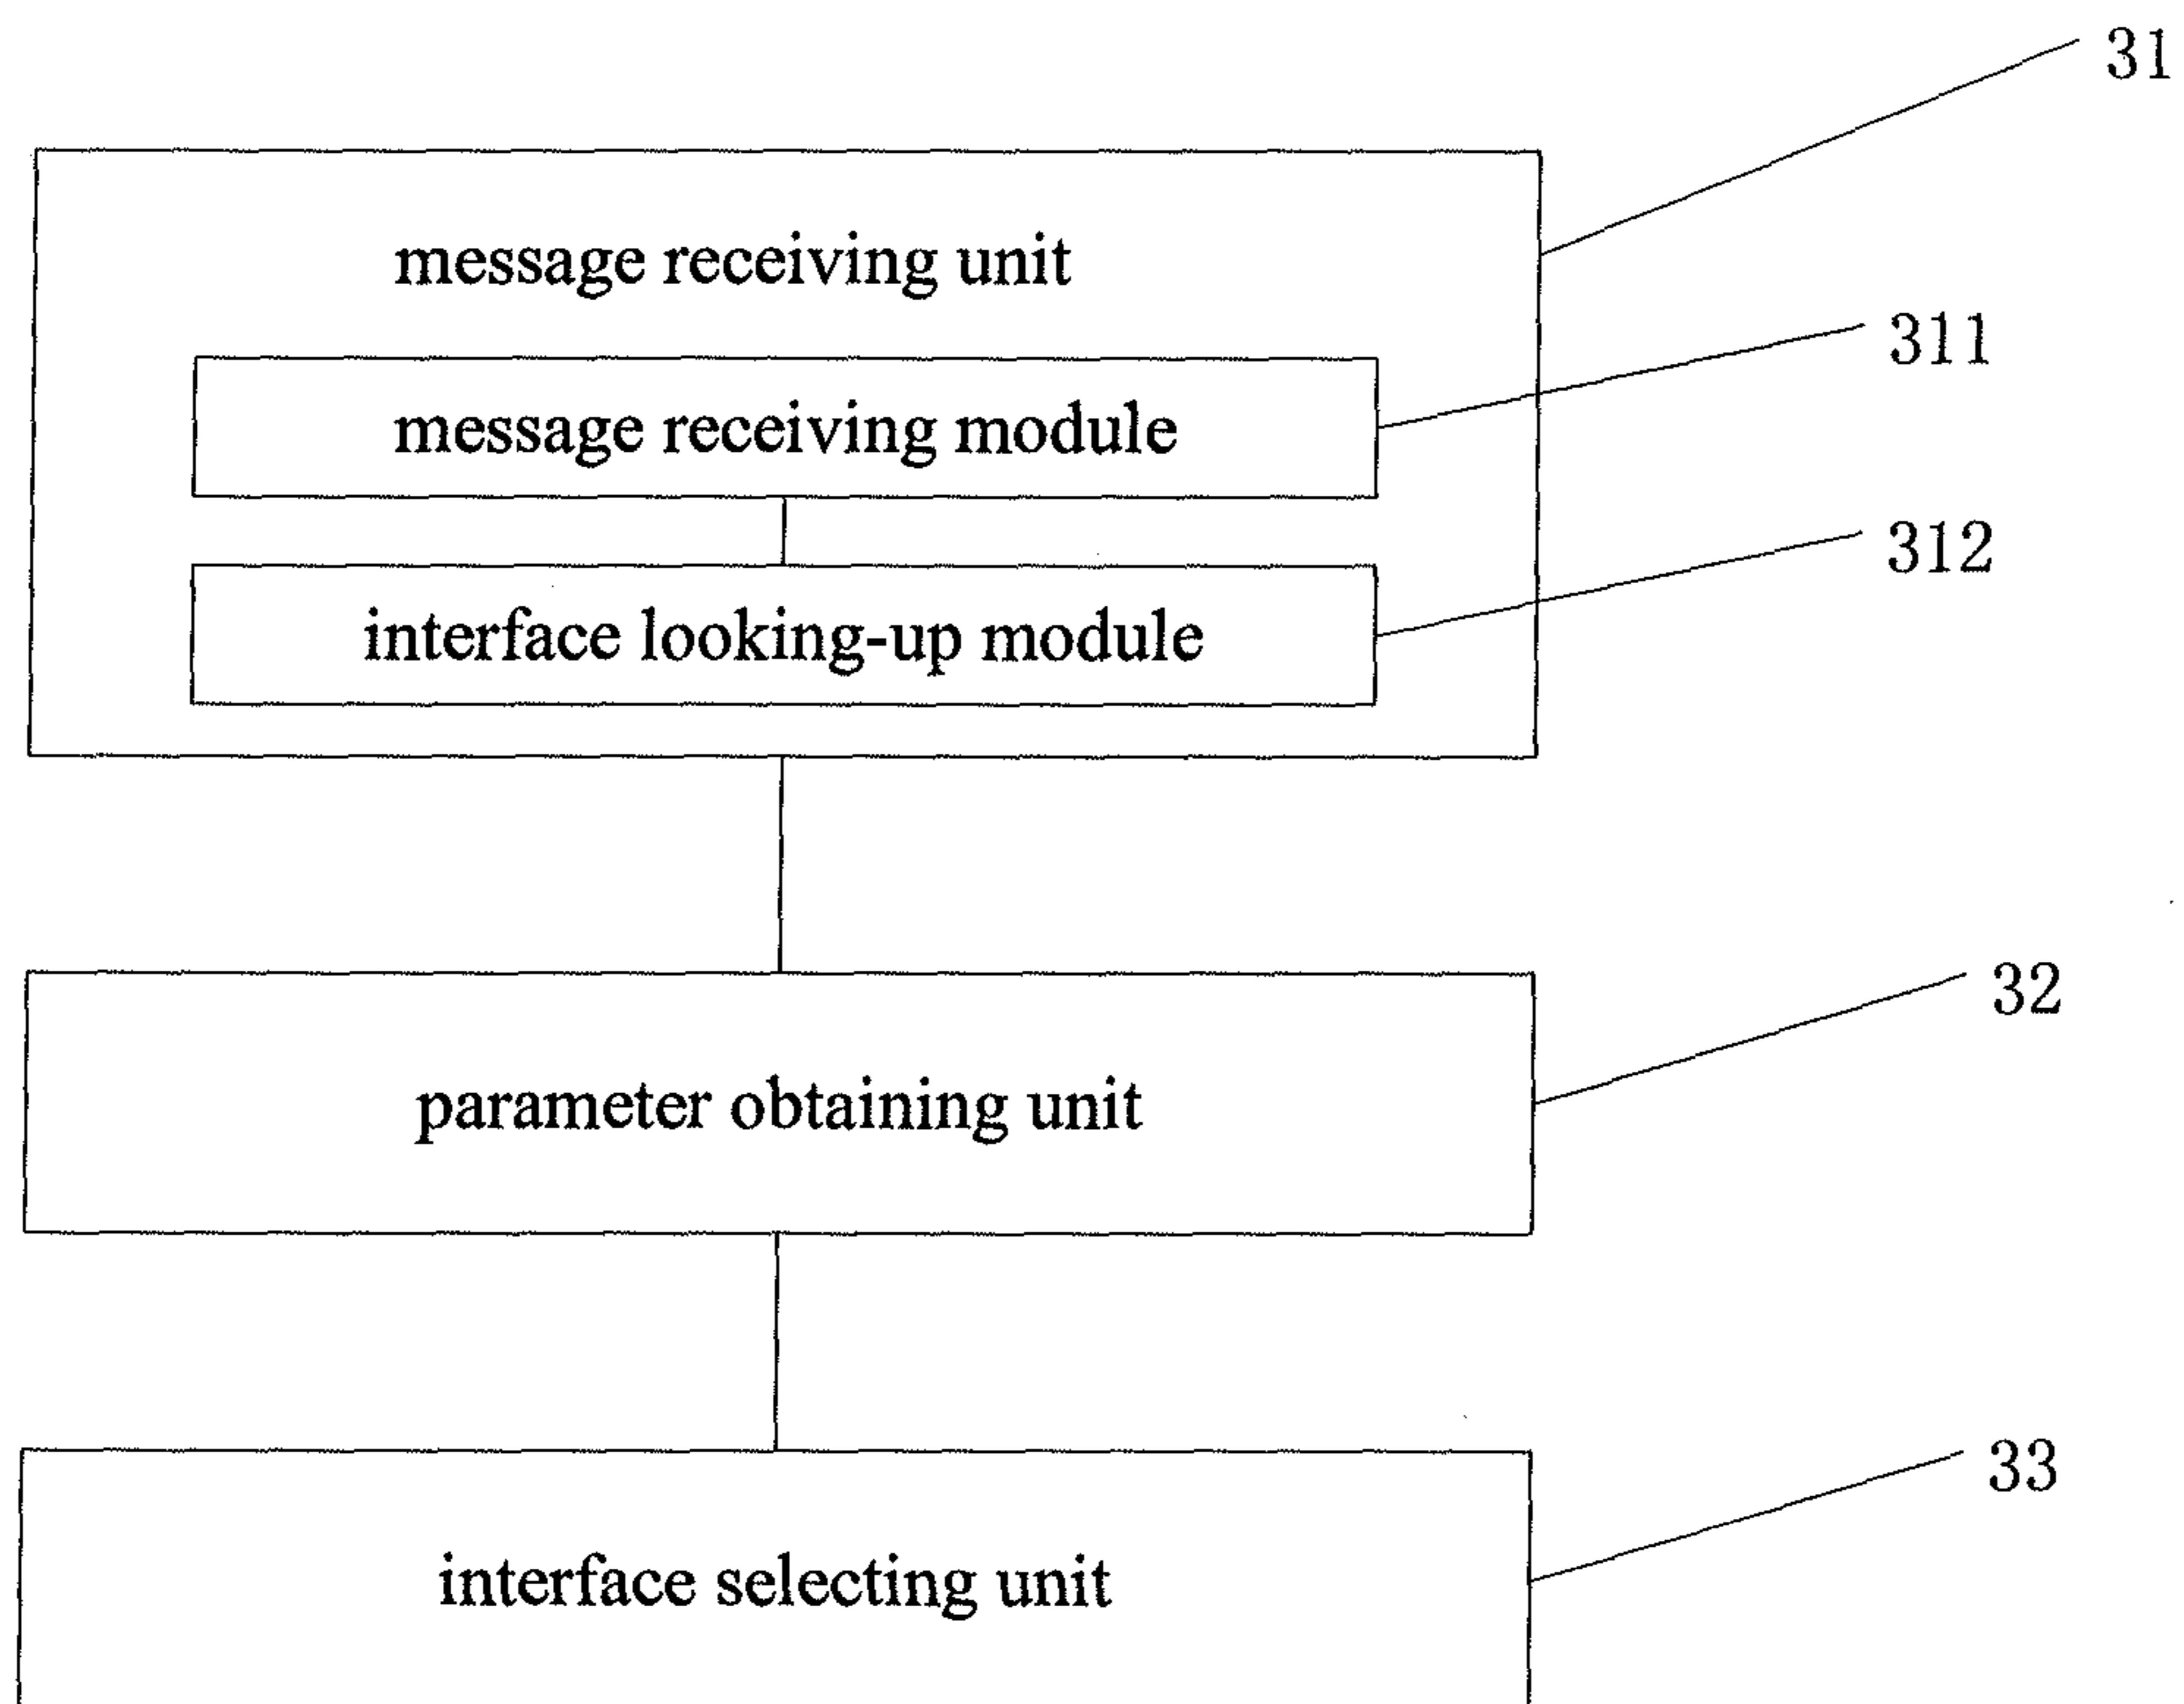 31
message receiving unit
311
message receiving module
312
interface looking-up module
32
parameter obtaining unit
33
interface selecting unit